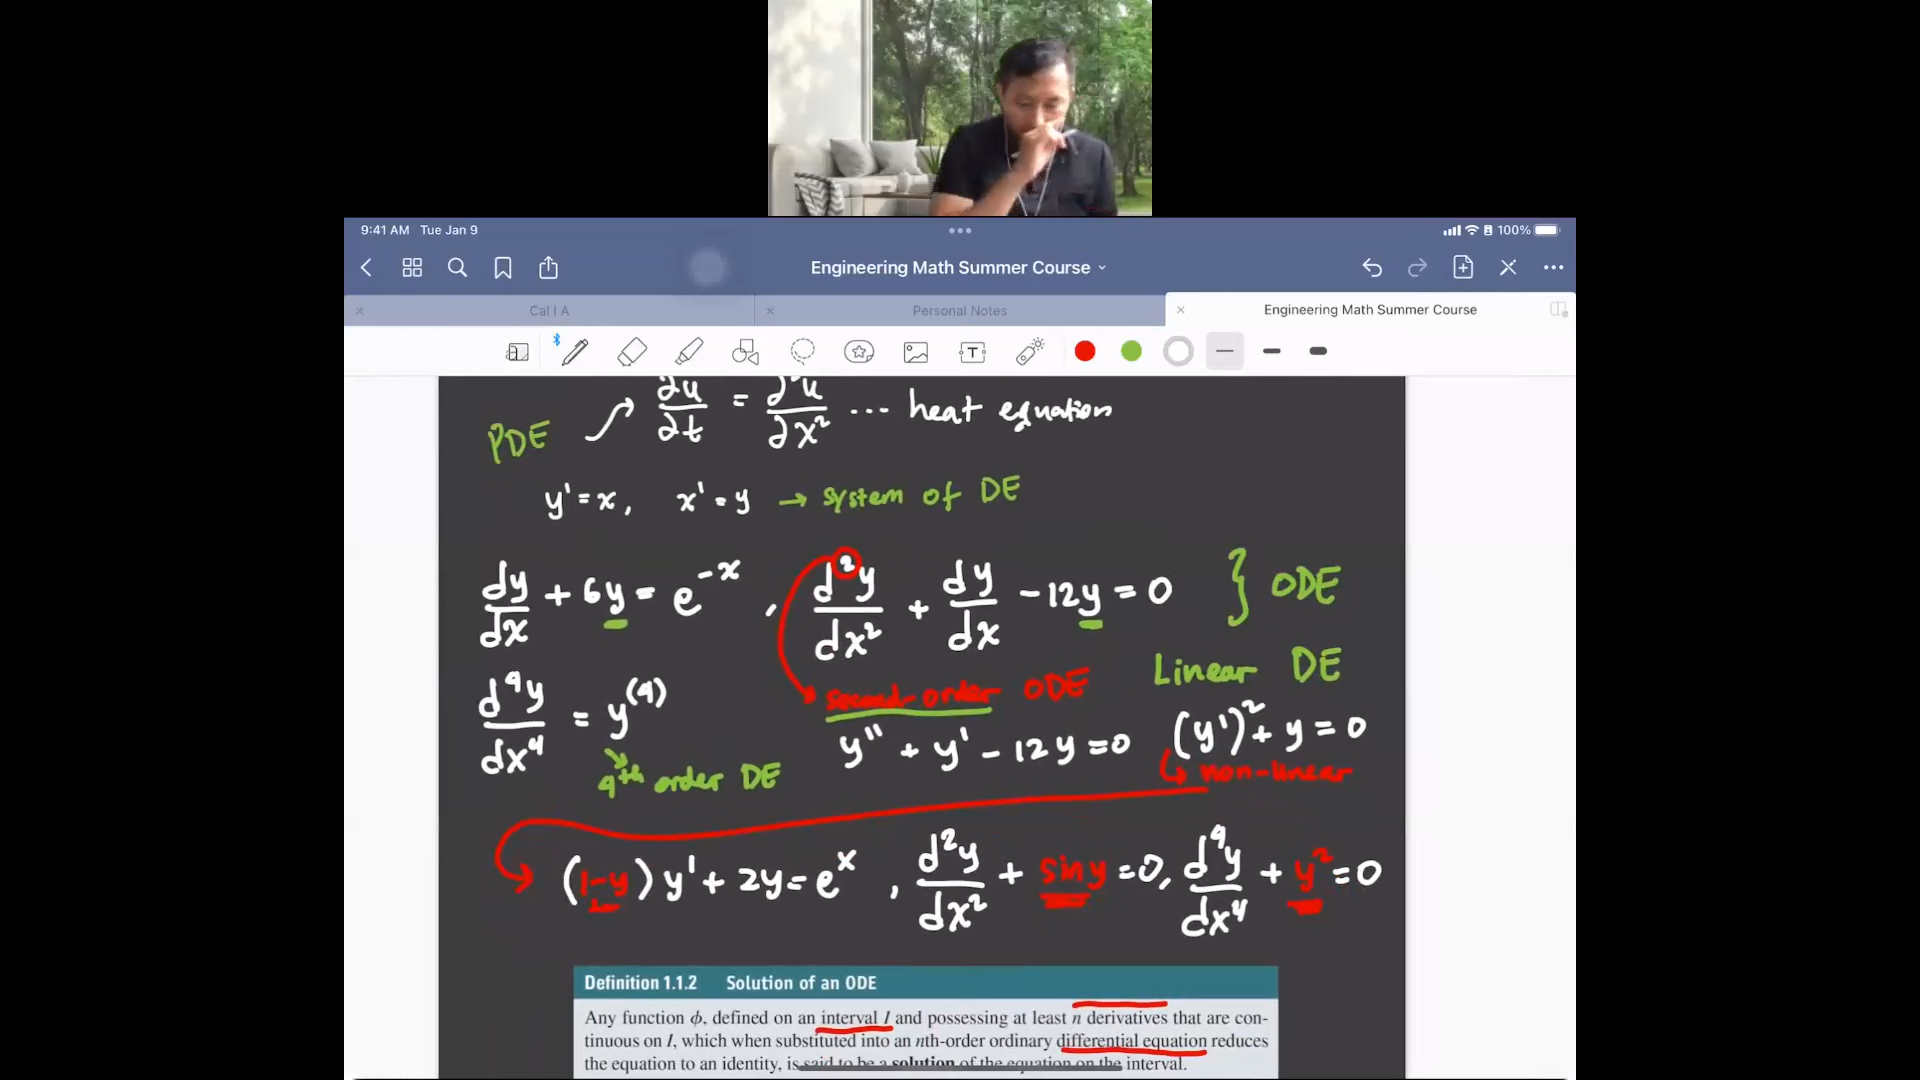 9:41 AM Tue Jan 9
100%
Engineering Math Summer Course
Cal I A
Personal Notes
Engineering Math Summer Course
PDE ∂u/∂t = ∂²u/∂x² ... heat equation
y' = x, x' = y → system of DE
dy/dx + 6y = e^{-x}, d²y/dx² + dy/dx - 12y = 0 } ODE
second-order ODE
Linear DE
d⁴y/dx⁴ = y^{(4)}
y'' + y' - 12y = 0
(y')² + y = 0
4th order DE
non-linear
(1-y)y' + 2y = e^x, d²y/dx² + sin y = 0, d⁴y/dx⁴ + y² = 0
Definition 1.1.2 Solution of an ODE
Any function ϕ, defined on an interval I and possessing at least n derivatives that are con-
tinuous on I, which when substituted into an nth-order ordinary differential equation reduces
the equation to an identity, is said to be a solution of the equation on the interval.